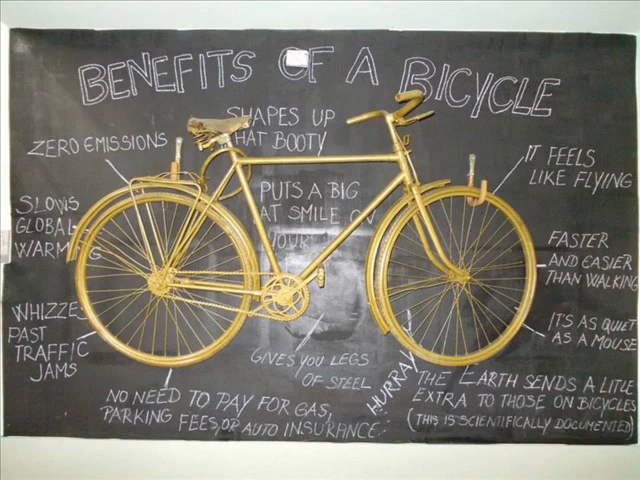 BENEFITS OF A BICYCLE
ZERO EMISSIONS
SHAPES UP
HAT BOOTY
IT FEELS
LIKE FLYING
SLOWS
GLOBAL
WARMING
PUTS A BIG
AT SMILE ON
YOUR
FASTER
AND EASIER
THAN WALKING
WHIZZES
PAST
TRAFFIC
JAMS
ITS AS QUIET
AS A MOUSE
GIVES YOU LEGS
OF STEEL
HURRAY
NO NEED TO PAY FOR GAS,
PARKING FEES, OR AUTO INSURANCE.
THE EARTH SENDS A LITLE
EXTRA TO THOSE ON BICYCLES
(THIS IS SCIENTIFICALLY DOCUMENTED)